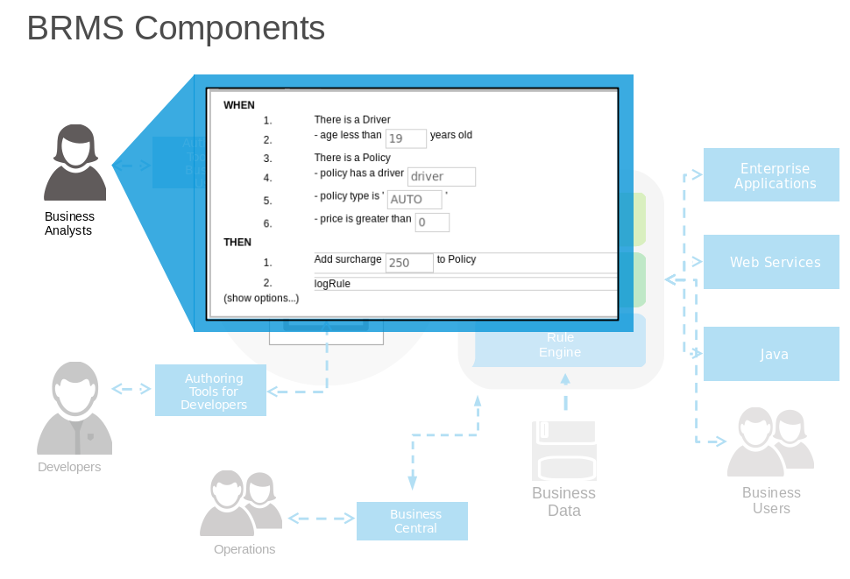 BRMS Components
WHEN
1. There is a Driver
2. - age less than 19 years old
3. There is a Policy
4. - policy has a driver driver
5. - policy type is ' AUTO '
6. - price is greater than 0
THEN
1. Add surcharge 250 to Policy
2. logRule
(show options...)
Business
Analysts
Enterprise
Applications
Web Services
Rule
Engine
Java
Authoring
Tools for
Developers
Developers
Business
Data
Business
Users
Business
Central
Operations